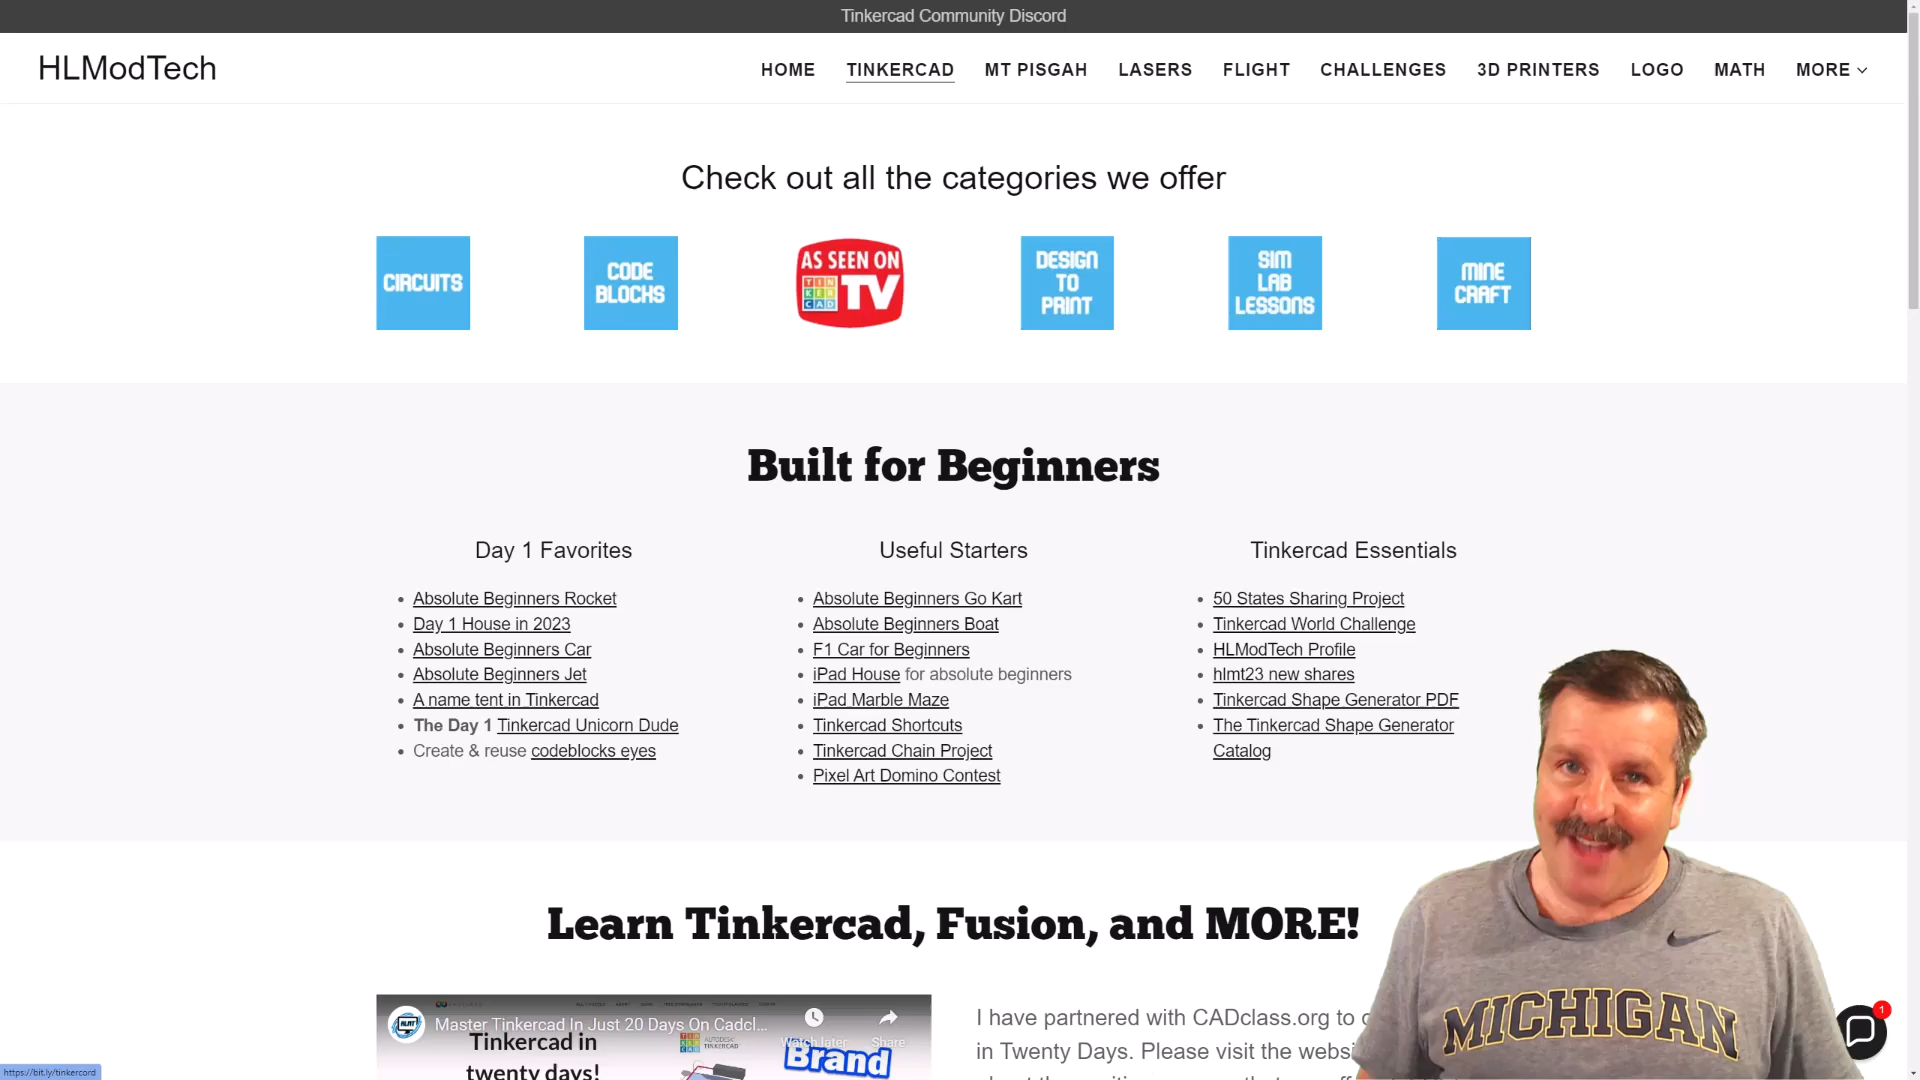 Tinkercad Community Discord
HLModTech
HOME TINKERCAD MT PISGAH LASERS FLIGHT CHALLENGES 3D PRINTERS LOGO MATH MORE
Check out all the categories we offer
CIRCUITS
CODE
BLOCKS
AS SEEN ON
TIN
KER
CAD
TV
DESIGN
TO
PRINT
SIM
LAB
LESSONS
MINE
CRAFT
Built for Beginners
Day 1 Favorites
Absolute Beginners Rocket
Day 1 House in 2023
Absolute Beginners Car
Absolute Beginners Jet
A name tent in Tinkercad
The Day 1 Tinkercad Unicorn Dude
Create & reuse codeblocks eyes
Useful Starters
Absolute Beginners Go Kart
Absolute Beginners Boat
F1 Car for Beginners
iPad House for absolute beginners
iPad Marble Maze
Tinkercad Shortcuts
Tinkercad Chain Project
Pixel Art Domino Contest
Tinkercad Essentials
50 States Sharing Project
Tinkercad World Challenge
HLModTech Profile
hlmt23 new shares
Tinkercad Shape Generator PDF
The Tinkercad Shape Generator
Catalog
Learn Tinkercad, Fusion, and MORE!
HLMT
Master Tinkercad In Just 20 Days On Cadcl...
Watch later
Share
Tinkercad in
twenty days!
AUTODESK
TINKERCAD
Brand
I have partnered with CADclass.org to
in Twenty Days. Please visit the
MICHIGAN
1
https://bit.ly/tinkercord